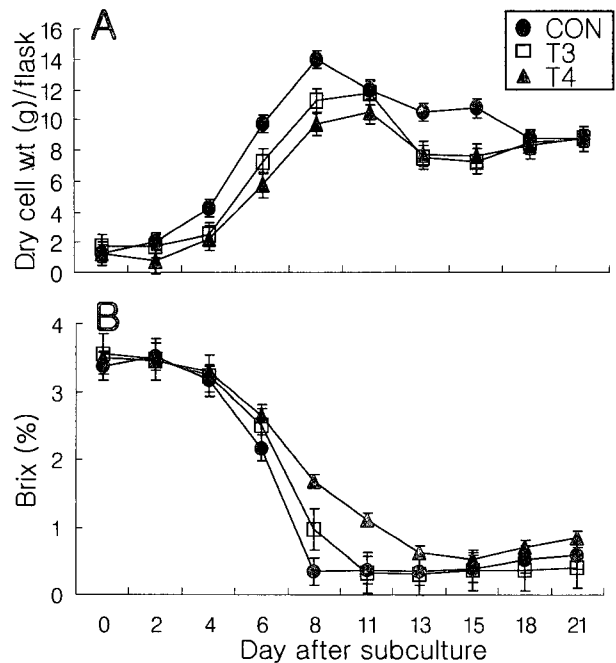 A
CON
T3
T4
16
14
12
10
8
6
4
2
0
Dry cell wt (g)/flask
B
4
3
2
1
0
Brix (%)
0 2 4 6 8 11 13 15 18 21
Day after subculture